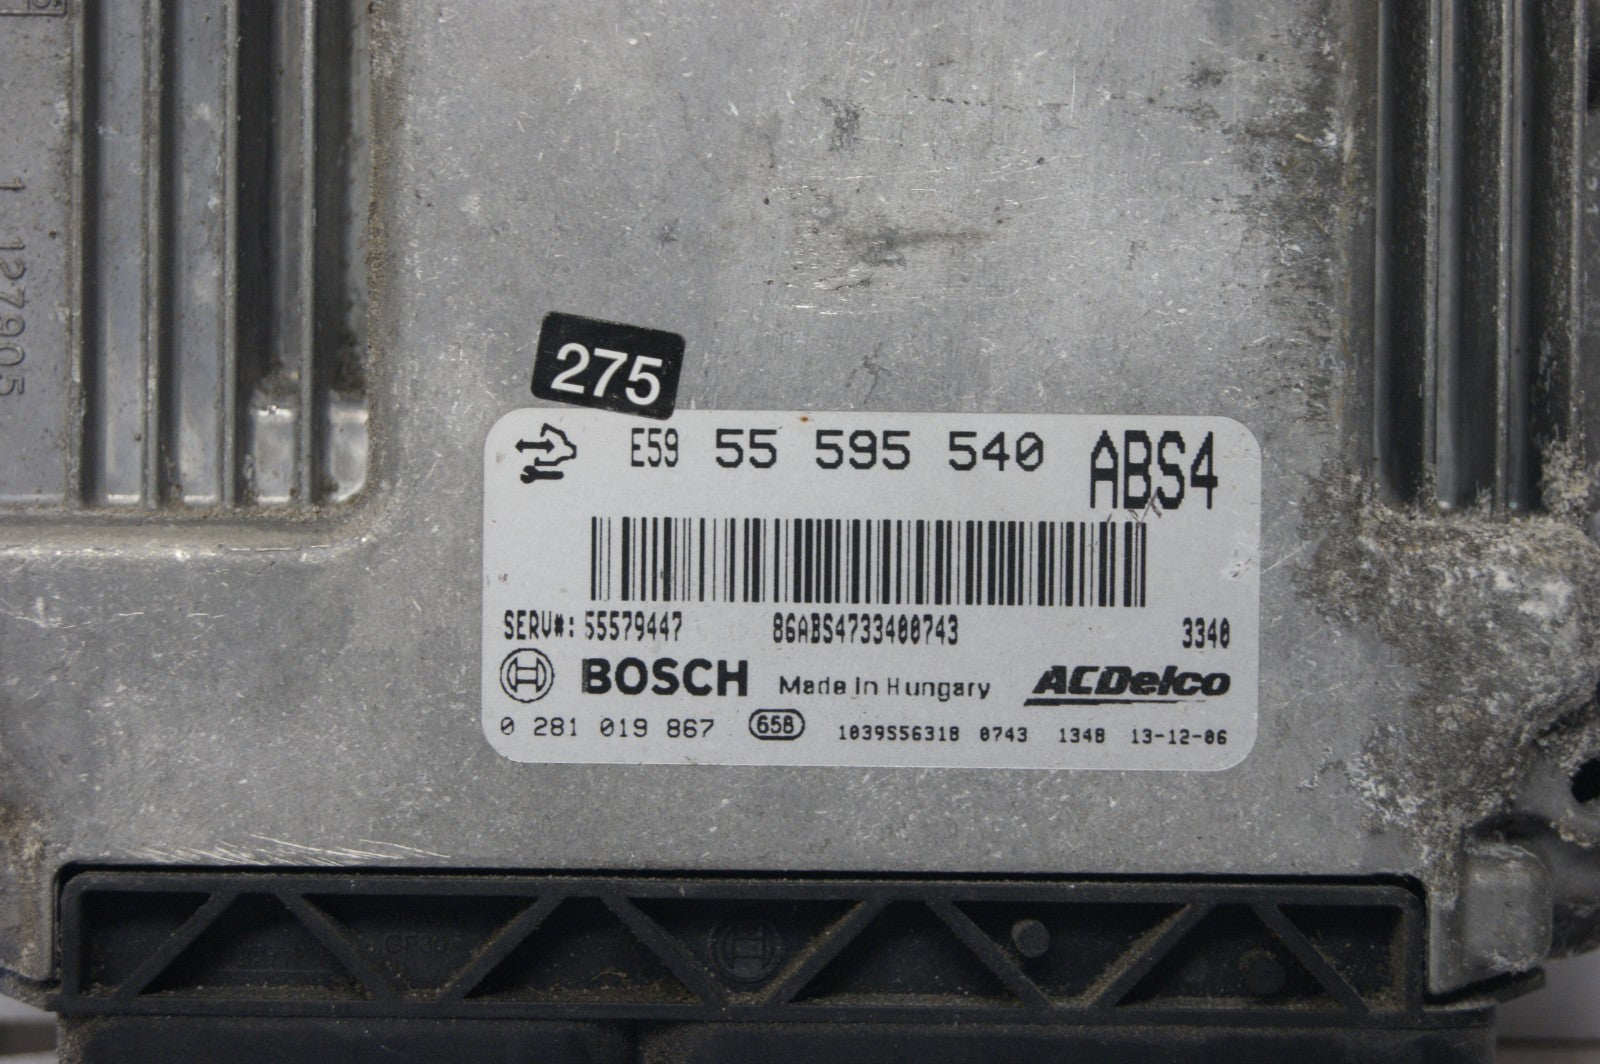 275
E59 55 595 540 ABS4
SERV#: 55579447 86ABS4733400743 3340
BOSCH Made in Hungary ACDelco
0 281 019 867 658 1039S56318 0743 1348 13-12-06